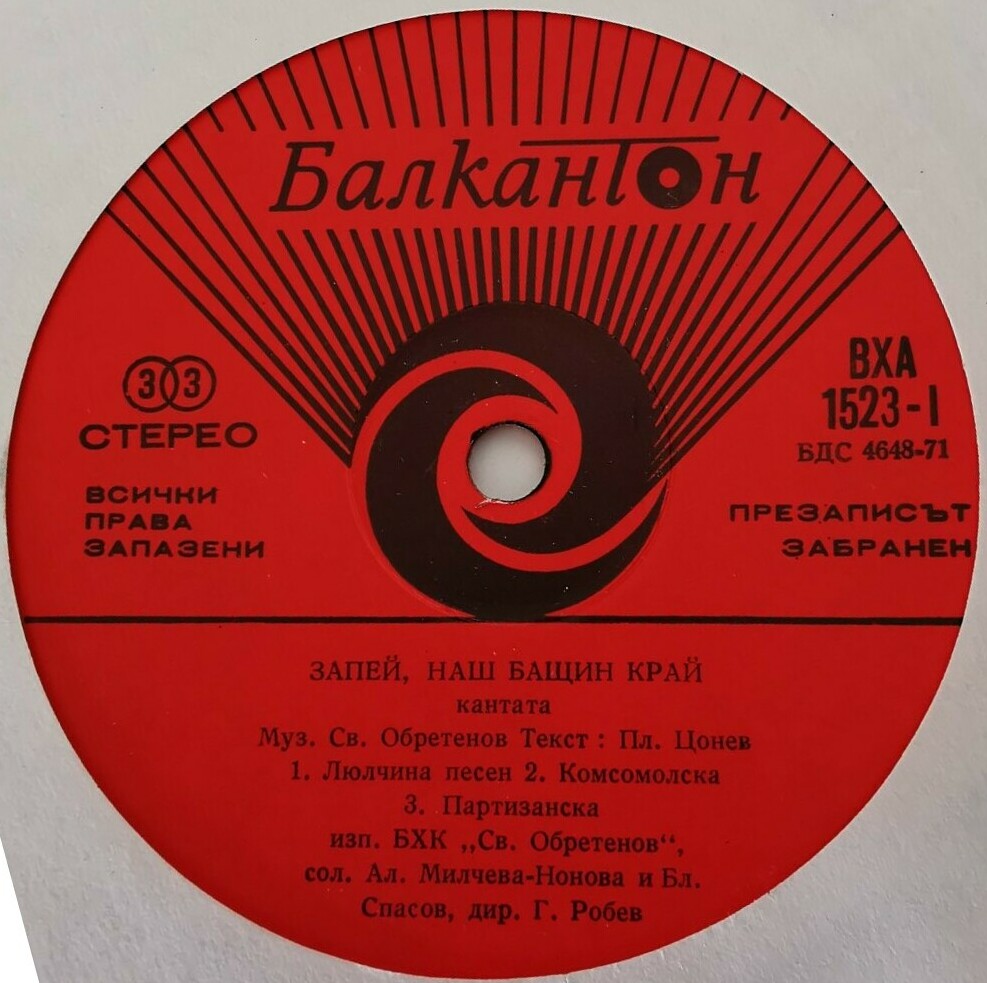 Балкантон
33
СТЕРЕО
ВСИЧКИ
ПРАВА
ЗАПАЗЕНИ
ВХА
1523-I
БДС 4648-71
ПРЕЗАПИСЪТ
ЗАБРАНЕН
ЗАПЕЙ, НАШ БАЩИН КРАЙ
кантата
Муз. Св. Обретенов Текст : Пл. Цонев
1. Люлчина песен 2. Комсомолска
3. Партизанска
изп. БХК „Св. Обретенов“,
сол. Ал. Милчева-Нонова и Бл.
Спасов, дир. Г. Робев